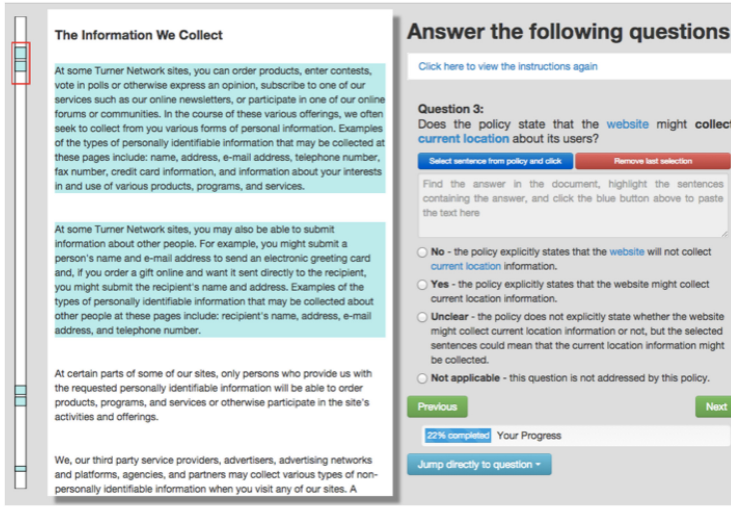 The Information We Collect
At some Turner Network sites, you can order products, enter contests,
vote in polls or otherwise express an opinion, subscribe to one of our
services such as our online newsletters, or participate in one of our online
forums or communities. In the course of these various offerings, we often
seek to collect from you various forms of personal information. Examples
of the types of personally identifiable information that may be collected at
these pages include: name, address, e-mail address, telephone number,
fax number, credit card information, and information about your interests
in and use of various products, programs, and services.
At some Turner Network sites, you may also be able to submit
information about other people. For example, you might submit a
person's name and e-mail address to send an electronic greeting card
and, if you order a gift online and want it sent directly to the recipient,
you might submit the recipient's name and address. Examples of the
types of personally identifiable information that may be collected about
other people at these pages include: recipient's name, address, e-mail
address, and telephone number.
At certain parts of some of our sites, only persons who provide us with
the requested personally identifiable information will be able to order
products, programs, and services or otherwise participate in the site's
activities and offerings.
We, our third party service providers, advertisers, advertising networks
and platforms, agencies, and partners may collect various types of non-
personally identifiable information when you visit any of our sites. A
Answer the following questions
Click here to view the instructions again
Question 3:
Does the policy state that the website might collect
current location about its users?
Select sentence from policy and click
Remove last selection
Find the answer in the document, highlight the sentences
containing the answer, and click the blue button above to paste
the text here
No - the policy explicitly states that the website will not collect
current location information.
Yes - the policy explicitly states that the website might collect
current location information.
Unclear - the policy does not explicitly state whether the website
might collect current location information or not, but the selected
sentences could mean that the current location information might
be collected.
Not applicable - this question is not addressed by this policy.
Previous
Next
22% completed Your Progress
Jump directly to question